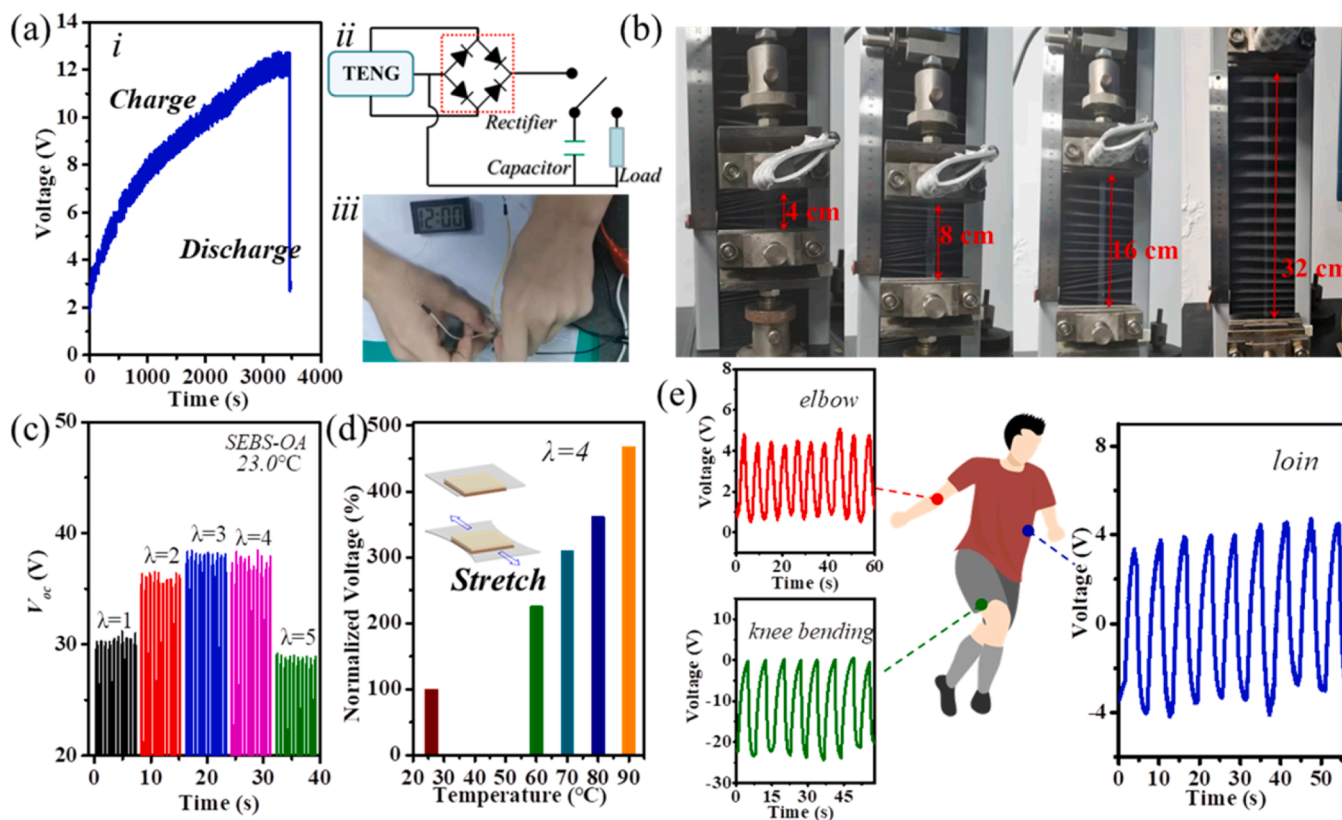 (a)
i
Charge
Discharge
Voltage (V)
14
12
10
8
6
4
2
0
0 1000 2000 3000 4000
Time (s)
ii
TENG
Rectifier
Capacitor
Load
iii
12:00
(b)
4 cm
8 cm
16 cm
32 cm
(c)
SEBS-OA
23.0°C
Voc (V)
50
40
30
20
λ=1
λ=2
λ=3
λ=4
λ=5
0 10 20 30 40
Time (s)
(d)
λ=4
Stretch
Normalized Voltage (%)
500
400
300
200
100
0
20 30 60 70 80 90
Temperature (°C)
(e)
elbow
Voltage (V)
8
6
4
2
0
0 15 30 45 60
Time (s)
knee bending
Voltage (V)
10
0
-10
-20
-30
0 15 30 45
Time (s)
loin
Voltage (V)
8
4
0
-4
0 10 20 30 40 50
Time (s)